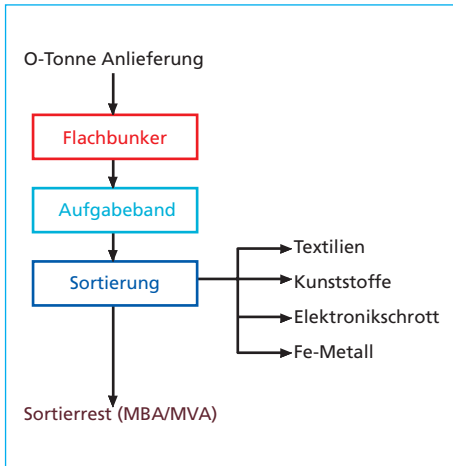 O-Tonne Anlieferung
Flachbunker
Aufgabeband
Sortierung
Textilien
Kunststoffe
Elektronikschrott
Fe-Metall
Sortierrest (MBA/MVA)